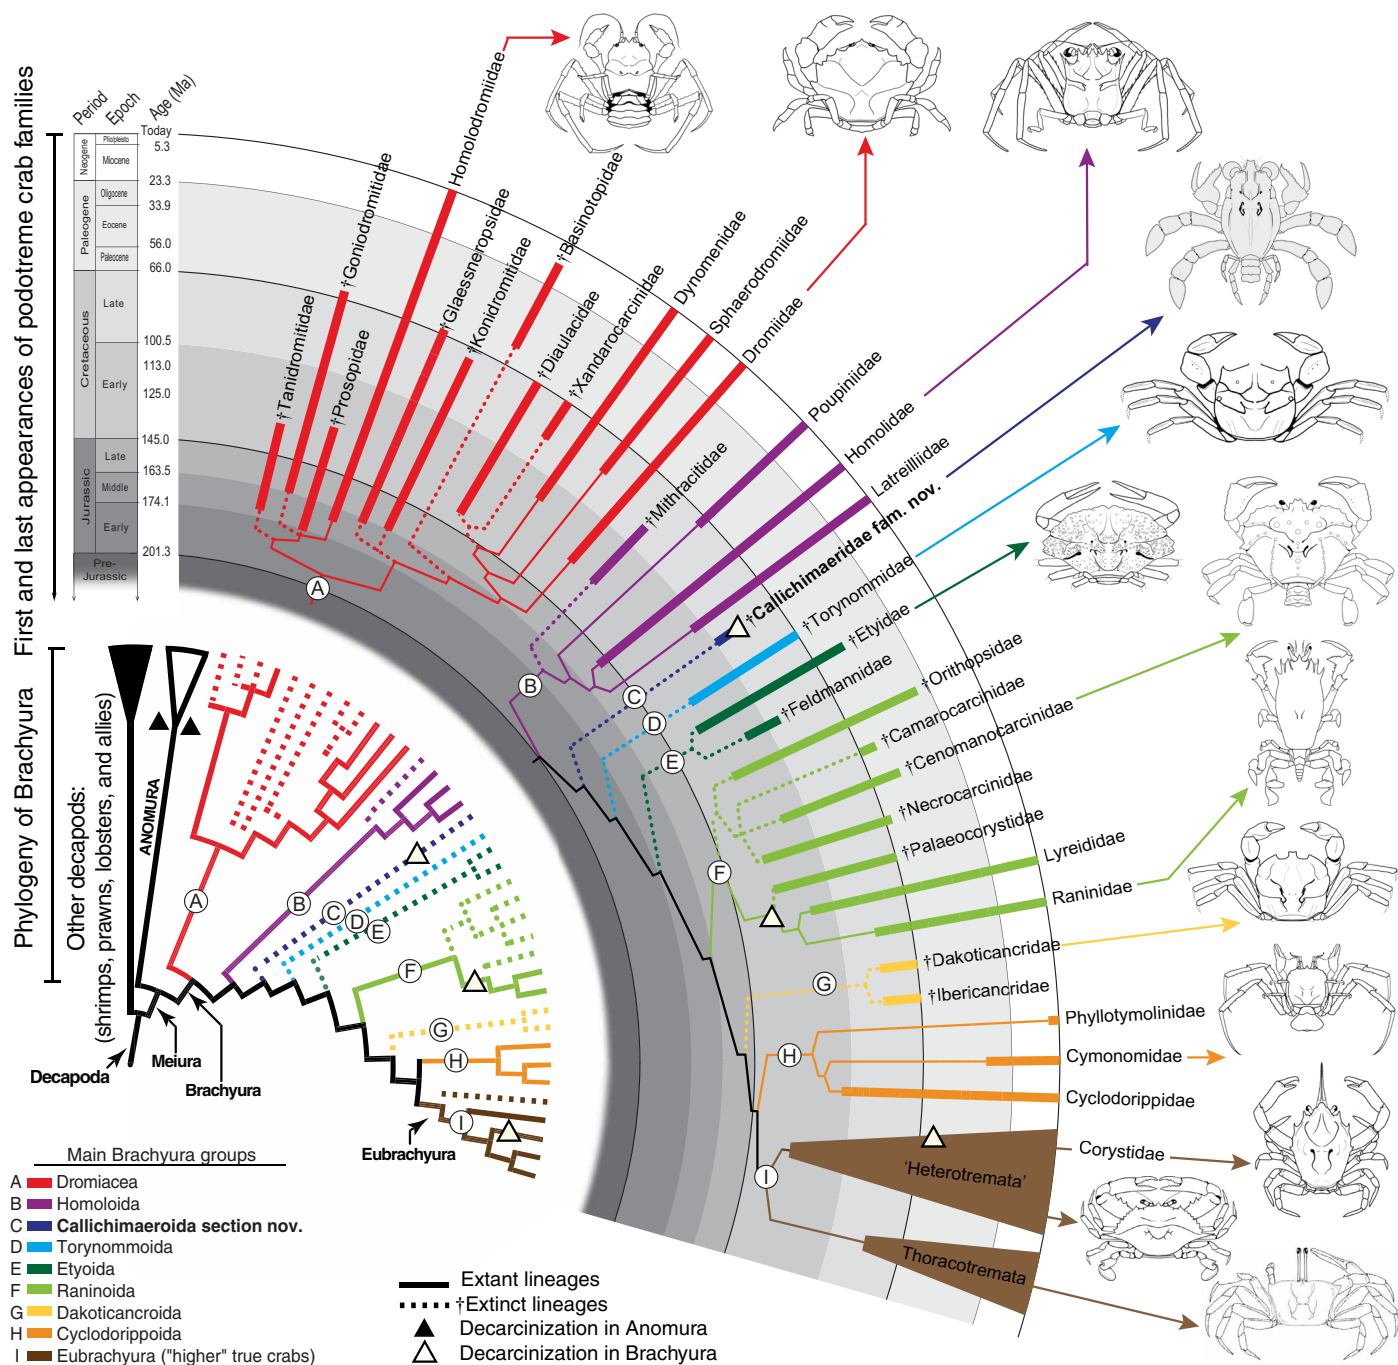 First and last appearances of podotreme crab families
Period
Epoch
Age (Ma)
Neogene
Paleogene
Cretaceous
Jurassic
Plio/pleisto
Miocene
Oligocene
Eocene
Paleocene
Late
Early
Late
Middle
Early
Pre-
Jurassic
Today
5.3
23.3
33.9
56.0
66.0
100.5
113.0
125.0
145.0
163.5
174.1
201.3
†Tanidromitidae
†Goniodromitidae
†Prosopidae
Homolodromiidae
†Glaessneropsidae
†Konidromitidae
†Basinotopidae
†Diaulacidae
†Xandarocarcinidae
Dynomenidae
Sphaerodromiidae
Dromiidae
†Mithracitidae
Poupiniidae
Homolidae
Latreilliidae
†Callichimaeridae fam. nov.
†Torynommidae
†Etyidae
†Feldmannidae
†Orithopsidae
†Camarocarcinidae
†Cenomanocarcinidae
†Necrocarcinidae
†Palaeocorystidae
Lyreididae
Raninidae
†Dakoticancridae
†Ibericancridae
Phyllotymolinidae
Cymonomidae
Cyclodorippidae
'Heterotremata'
Corystidae
Thoracotremata
A
B
C
D
E
F
G
H
I
Phylogeny of Brachyura
Other decapods:
(shrimps, prawns, lobsters, and allies)
ANOMURA
A
B
C
D
E
F
G
H
I
Decapoda
Meiura
Brachyura
Eubrachyura
Main Brachyura groups
A Dromiacea
B Homoloida
C Callichimaeroida section nov.
D Torynommoida
E Etyoida
F Raninoida
G Dakoticancroida
H Cyclodorippoida
I Eubrachyura ("higher" true crabs)
Extant lineages
†Extinct lineages
Decarcinization in Anomura
Decarcinization in Brachyura